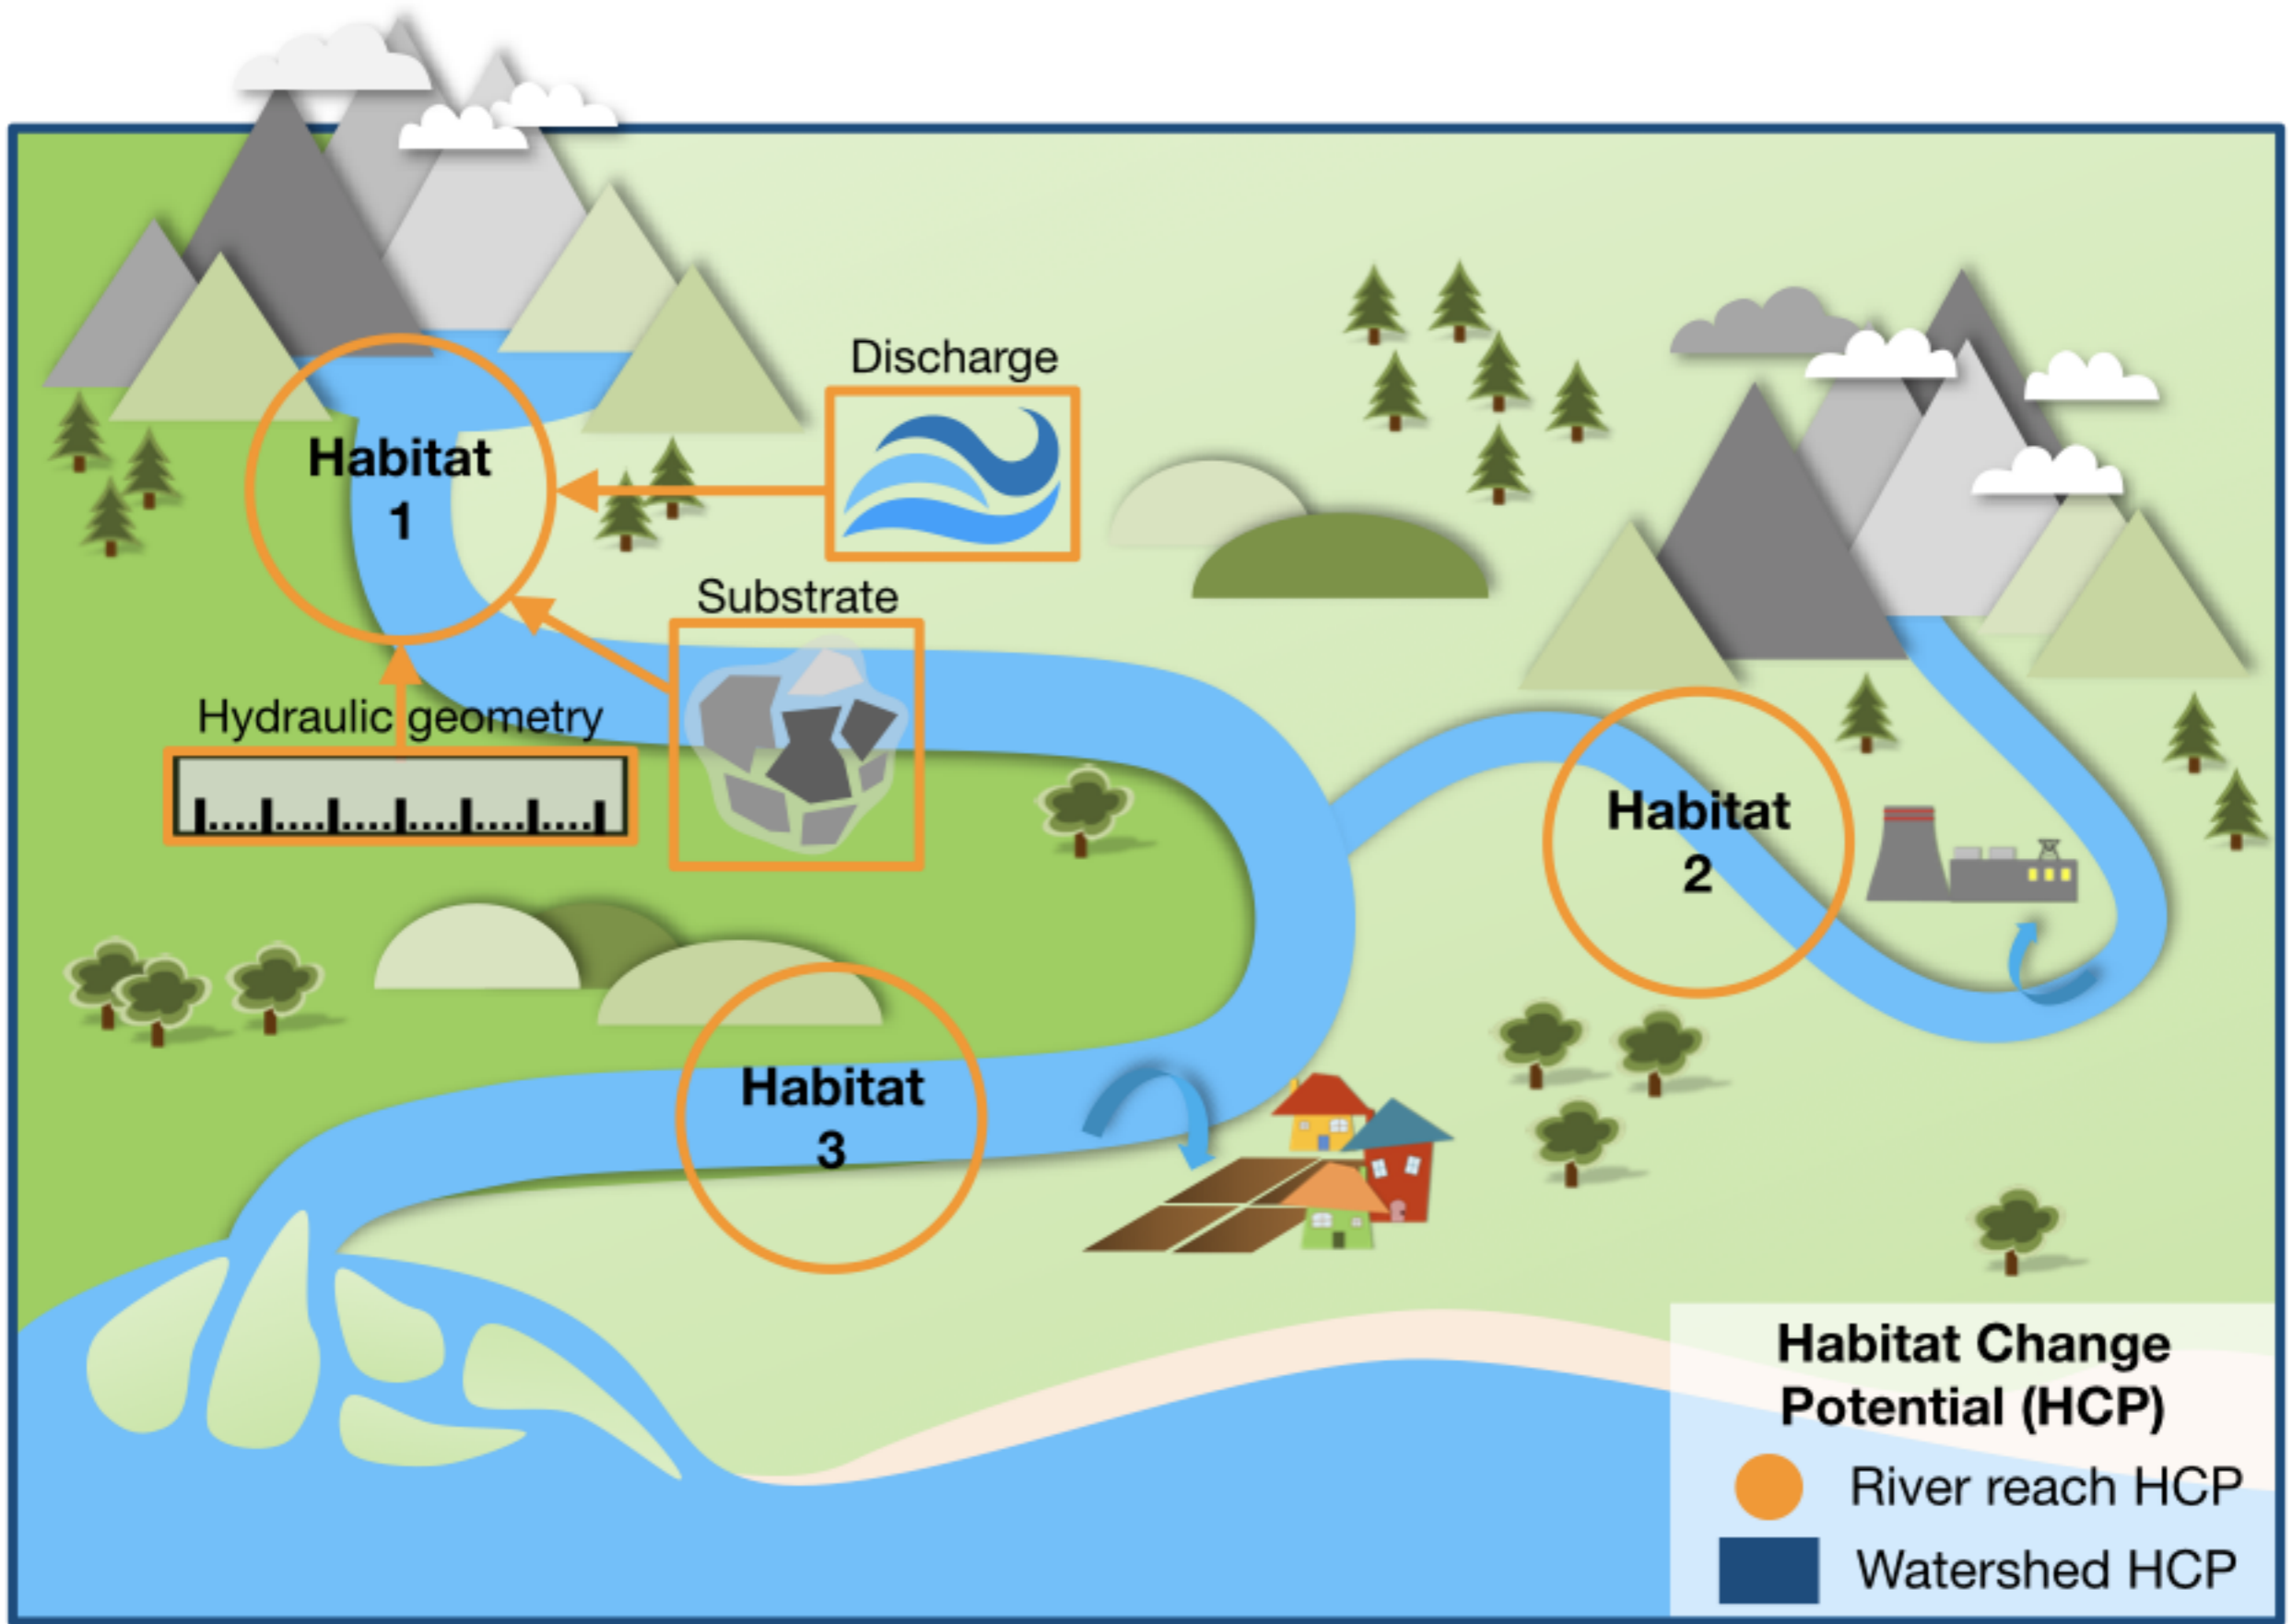 Discharge
Habitat
1
Substrate
Hydraulic geometry
Habitat
2
Habitat
3
Habitat Change
Potential (HCP)
River reach HCP
Watershed HCP